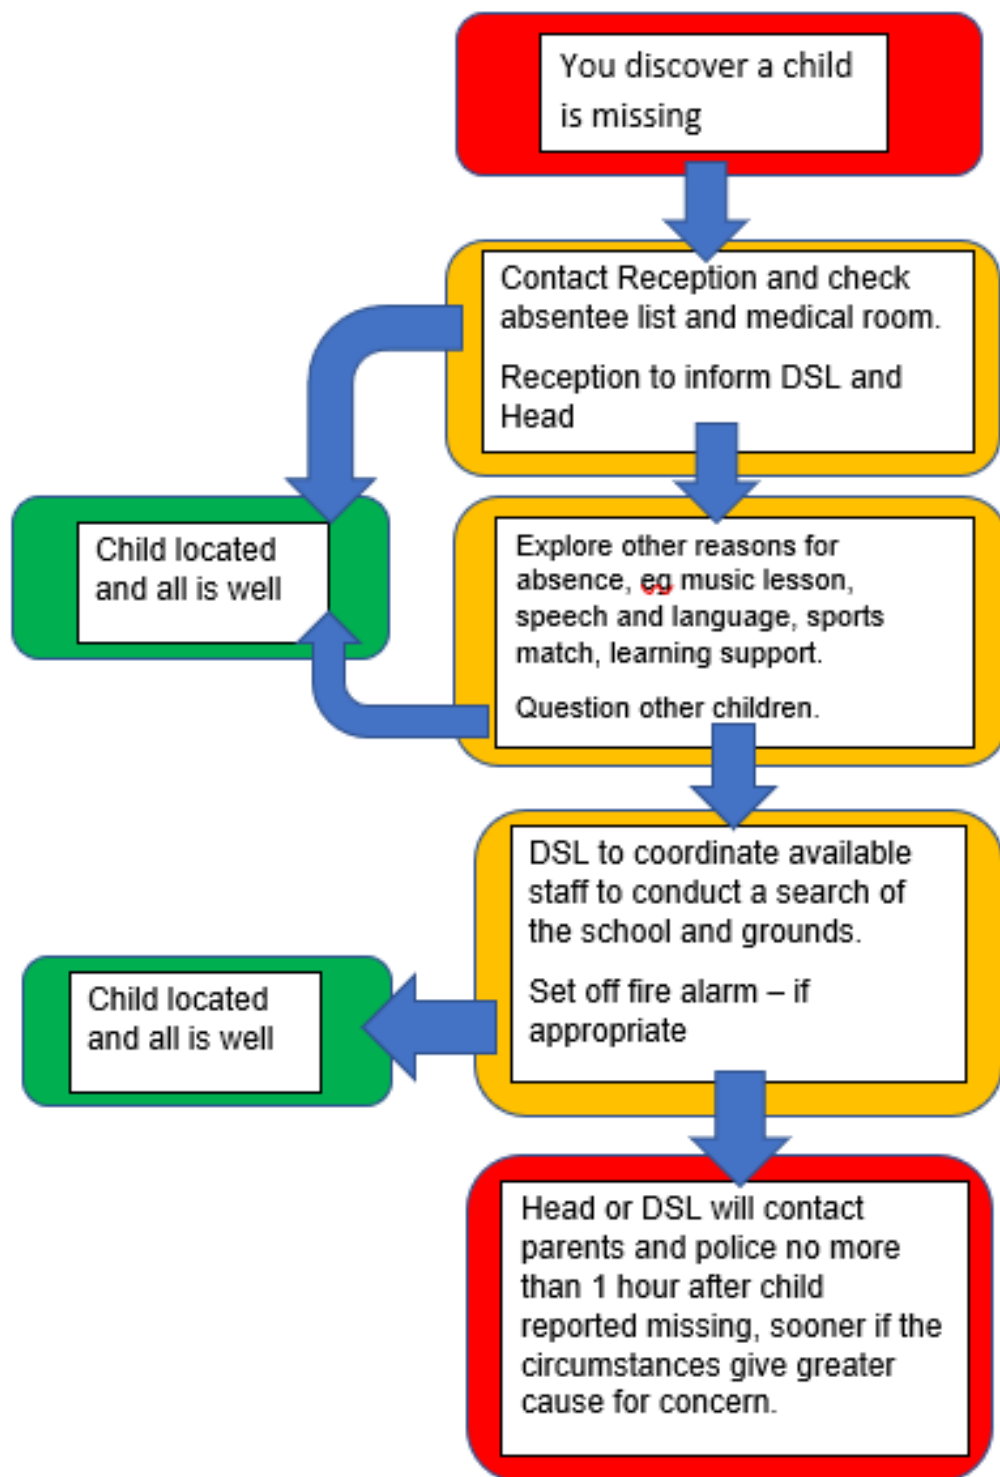 You discover a child
is missing
Contact Reception and check
absentee list and medical room.
Reception to inform DSL and
Head
Child located
and all is well
Explore other reasons for
absence, eg music lesson,
speech and language, sports
match, learning support.
Question other children.
DSL to coordinate available
staff to conduct a search of
the school and grounds.
Set off fire alarm – if
appropriate
Child located
and all is well
Head or DSL will contact
parents and police no more
than 1 hour after child
reported missing, sooner if the
circumstances give greater
cause for concern.